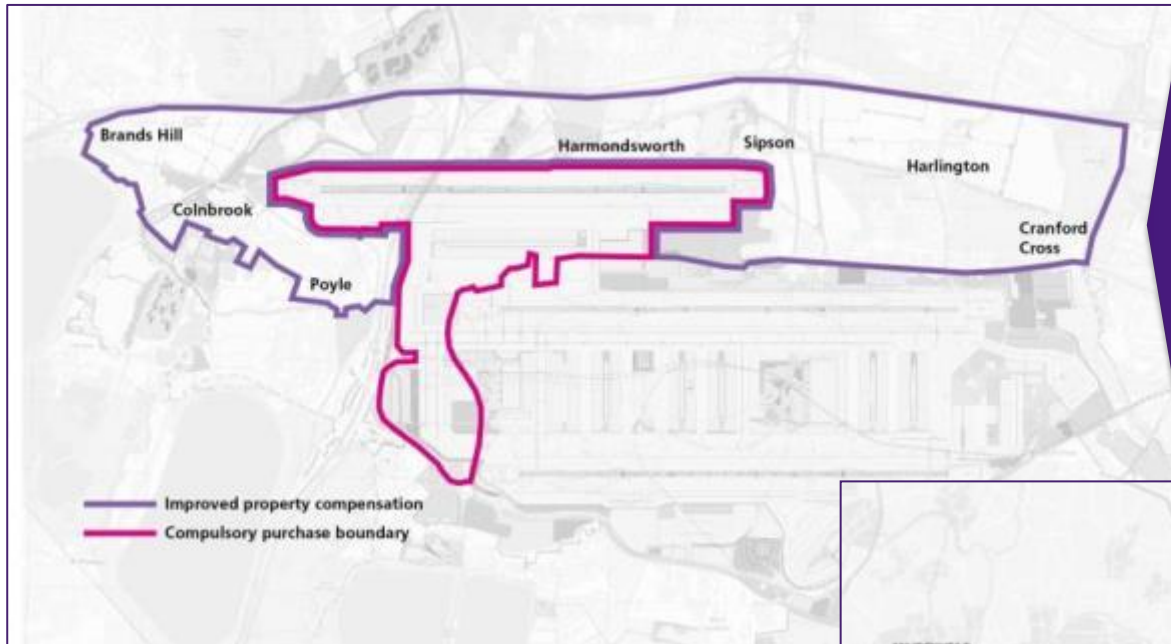 Brands Hill
Harmondsworth
Sipson
Harlington
Colnbrook
Cranford
Cross
Poyle
Improved property compensation
Compulsory purchase boundary